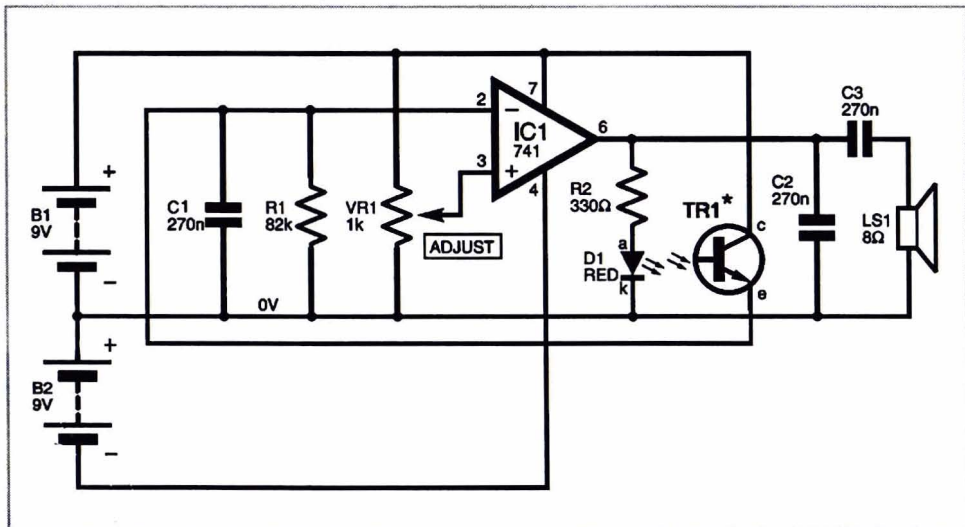 B1
9V
+
−
B2
9V
+
−
C1
270n
R1
82k
VR1
1k
ADJUST
0V
2
3
7
4
6
−
+
IC1
741
R2
330Ω
D1
RED
a
k
TR1*
c
e
C2
270n
C3
270n
LS1
8Ω